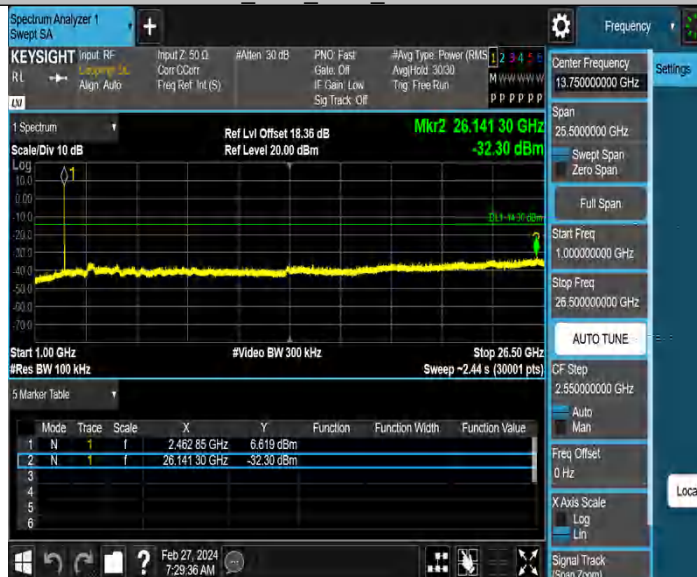 Spectrum Analyzer 1
Swept SA
+
Frequency
KEYSIGHT
RL
LXI
Input: RF
Align: Auto
Input Z: 50 Ω
Corr CCorr
Freq Ref: Int (S)
#Atten: 30 dB
PNO: Fast
Gate: Off
IF Gain: Low
Sig Track: Off
#Avg Type: Power (RMS
Avg|Hold: 30/30
Trig: Free Run
1 2 3 4 5 6
M W W W W W
P P P P P P
1 Spectrum
Scale/Div 10 dB
Ref Lvl Offset 18.36 dB
Ref Level 20.00 dBm
Mkr2 26.141 30 GHz
-32.30 dBm
Log
10.0
0.00
-10.0
-20.0
-30.0
-40.0
-50.0
-60.0
-70.0
1
DL1 -14.30 dBm
2
Start 1.00 GHz
#Res BW 100 kHz
#Video BW 300 kHz
Stop 26.50 GHz
Sweep ~2.44 s (30001 pts)
5 Marker Table
Mode Trace Scale X Y Function Function Width Function Value
1 N 1 f 2.462 85 GHz 6.619 dBm
2 N 1 f 26.141 30 GHz -32.30 dBm
3
4
5
6
Feb 27, 2024
7:29:36 AM
?
Center Frequency
13.750000000 GHz
Settings
Span
25.5000000 GHz
Swept Span
Zero Span
Full Span
Start Freq
1.000000000 GHz
Stop Freq
26.500000000 GHz
AUTO TUNE
CF Step
2.550000000 GHz
Auto
Man
Freq Offset
0 Hz
Loca
X Axis Scale
Log
Lin
Signal Track
(Span Zoom)